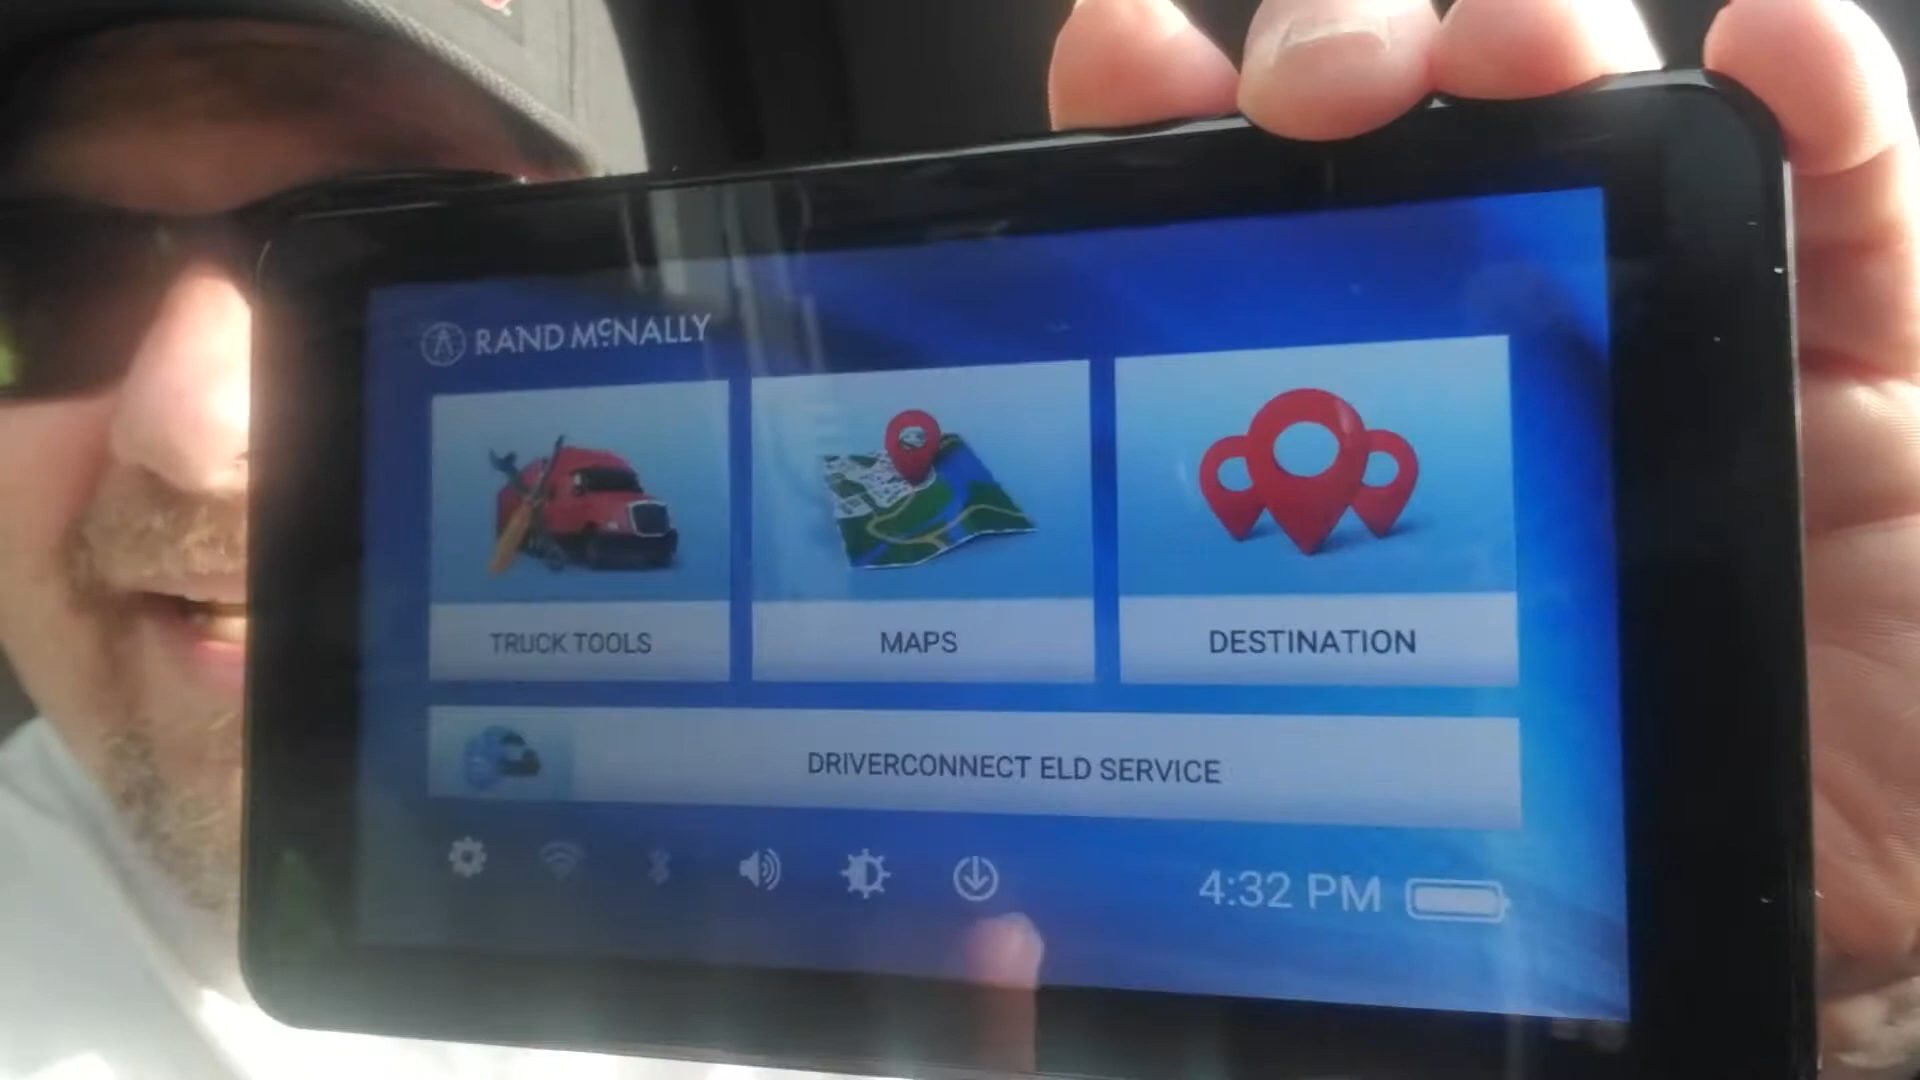 RAND MCNALLY
TRUCK TOOLS
MAPS
DESTINATION
DRIVERCONNECT ELD SERVICE
4:32 PM